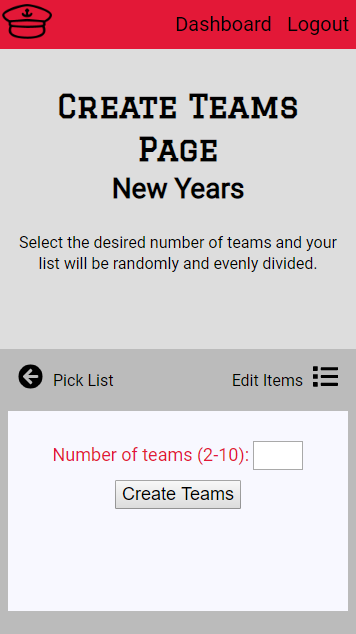 Dashboard Logout
Create Teams
Page
New Years
Select the desired number of teams and your
list will be randomly and evenly divided.
Pick List
Edit Items
Number of teams (2-10):
Create Teams